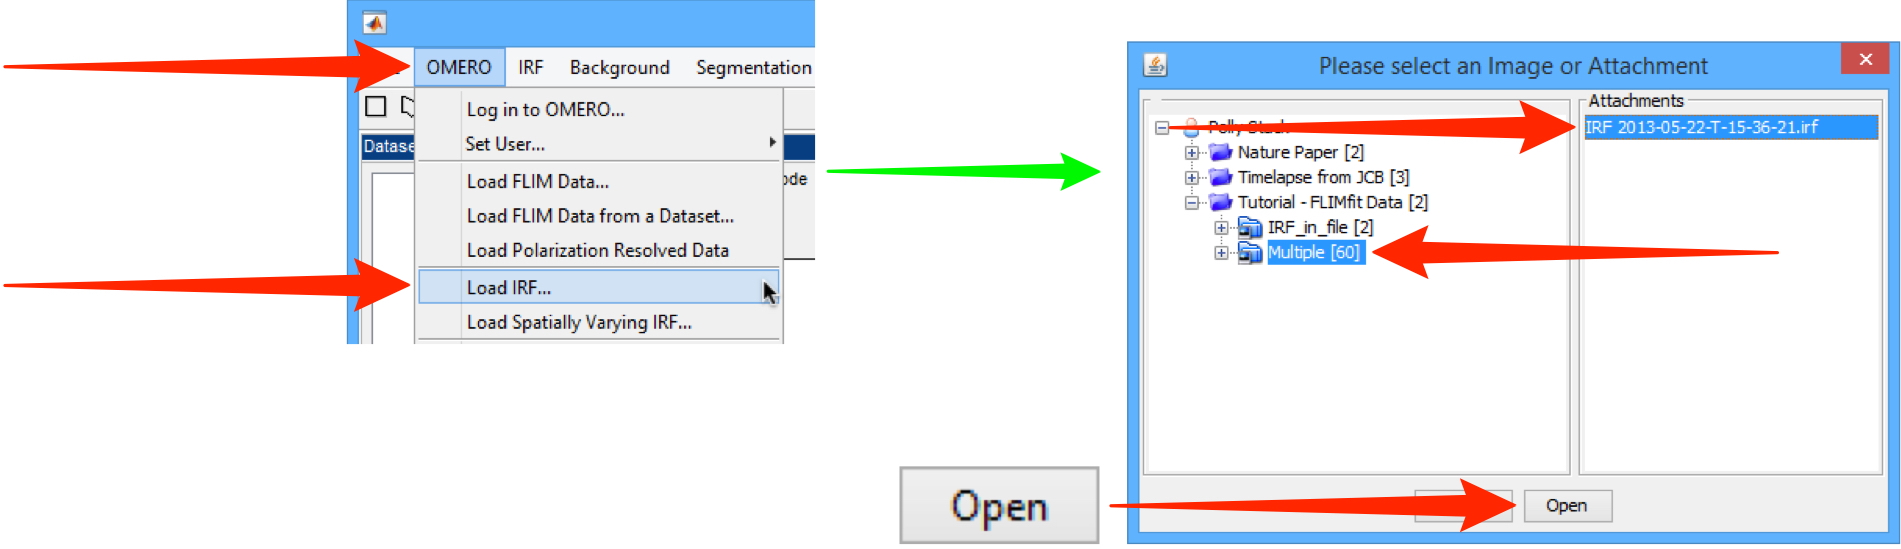 OMERO IRF Background Segmentation
Log in to OMERO...
Datase
Set User...
ode
Load FLIM Data...
Load FLIM Data from a Dataset...
Load Polarization Resolved Data
Load IRF...
Load Spatially Varying IRF...
Please select an Image or Attachment
Attachments
IRF 2013-05-22-T-15-36-21.irf
Nature Paper [2]
Timelapse from JCB [3]
Tutorial - FLIMfit Data [2]
IRF_in_file [2]
Multiple [60]
Open
Open